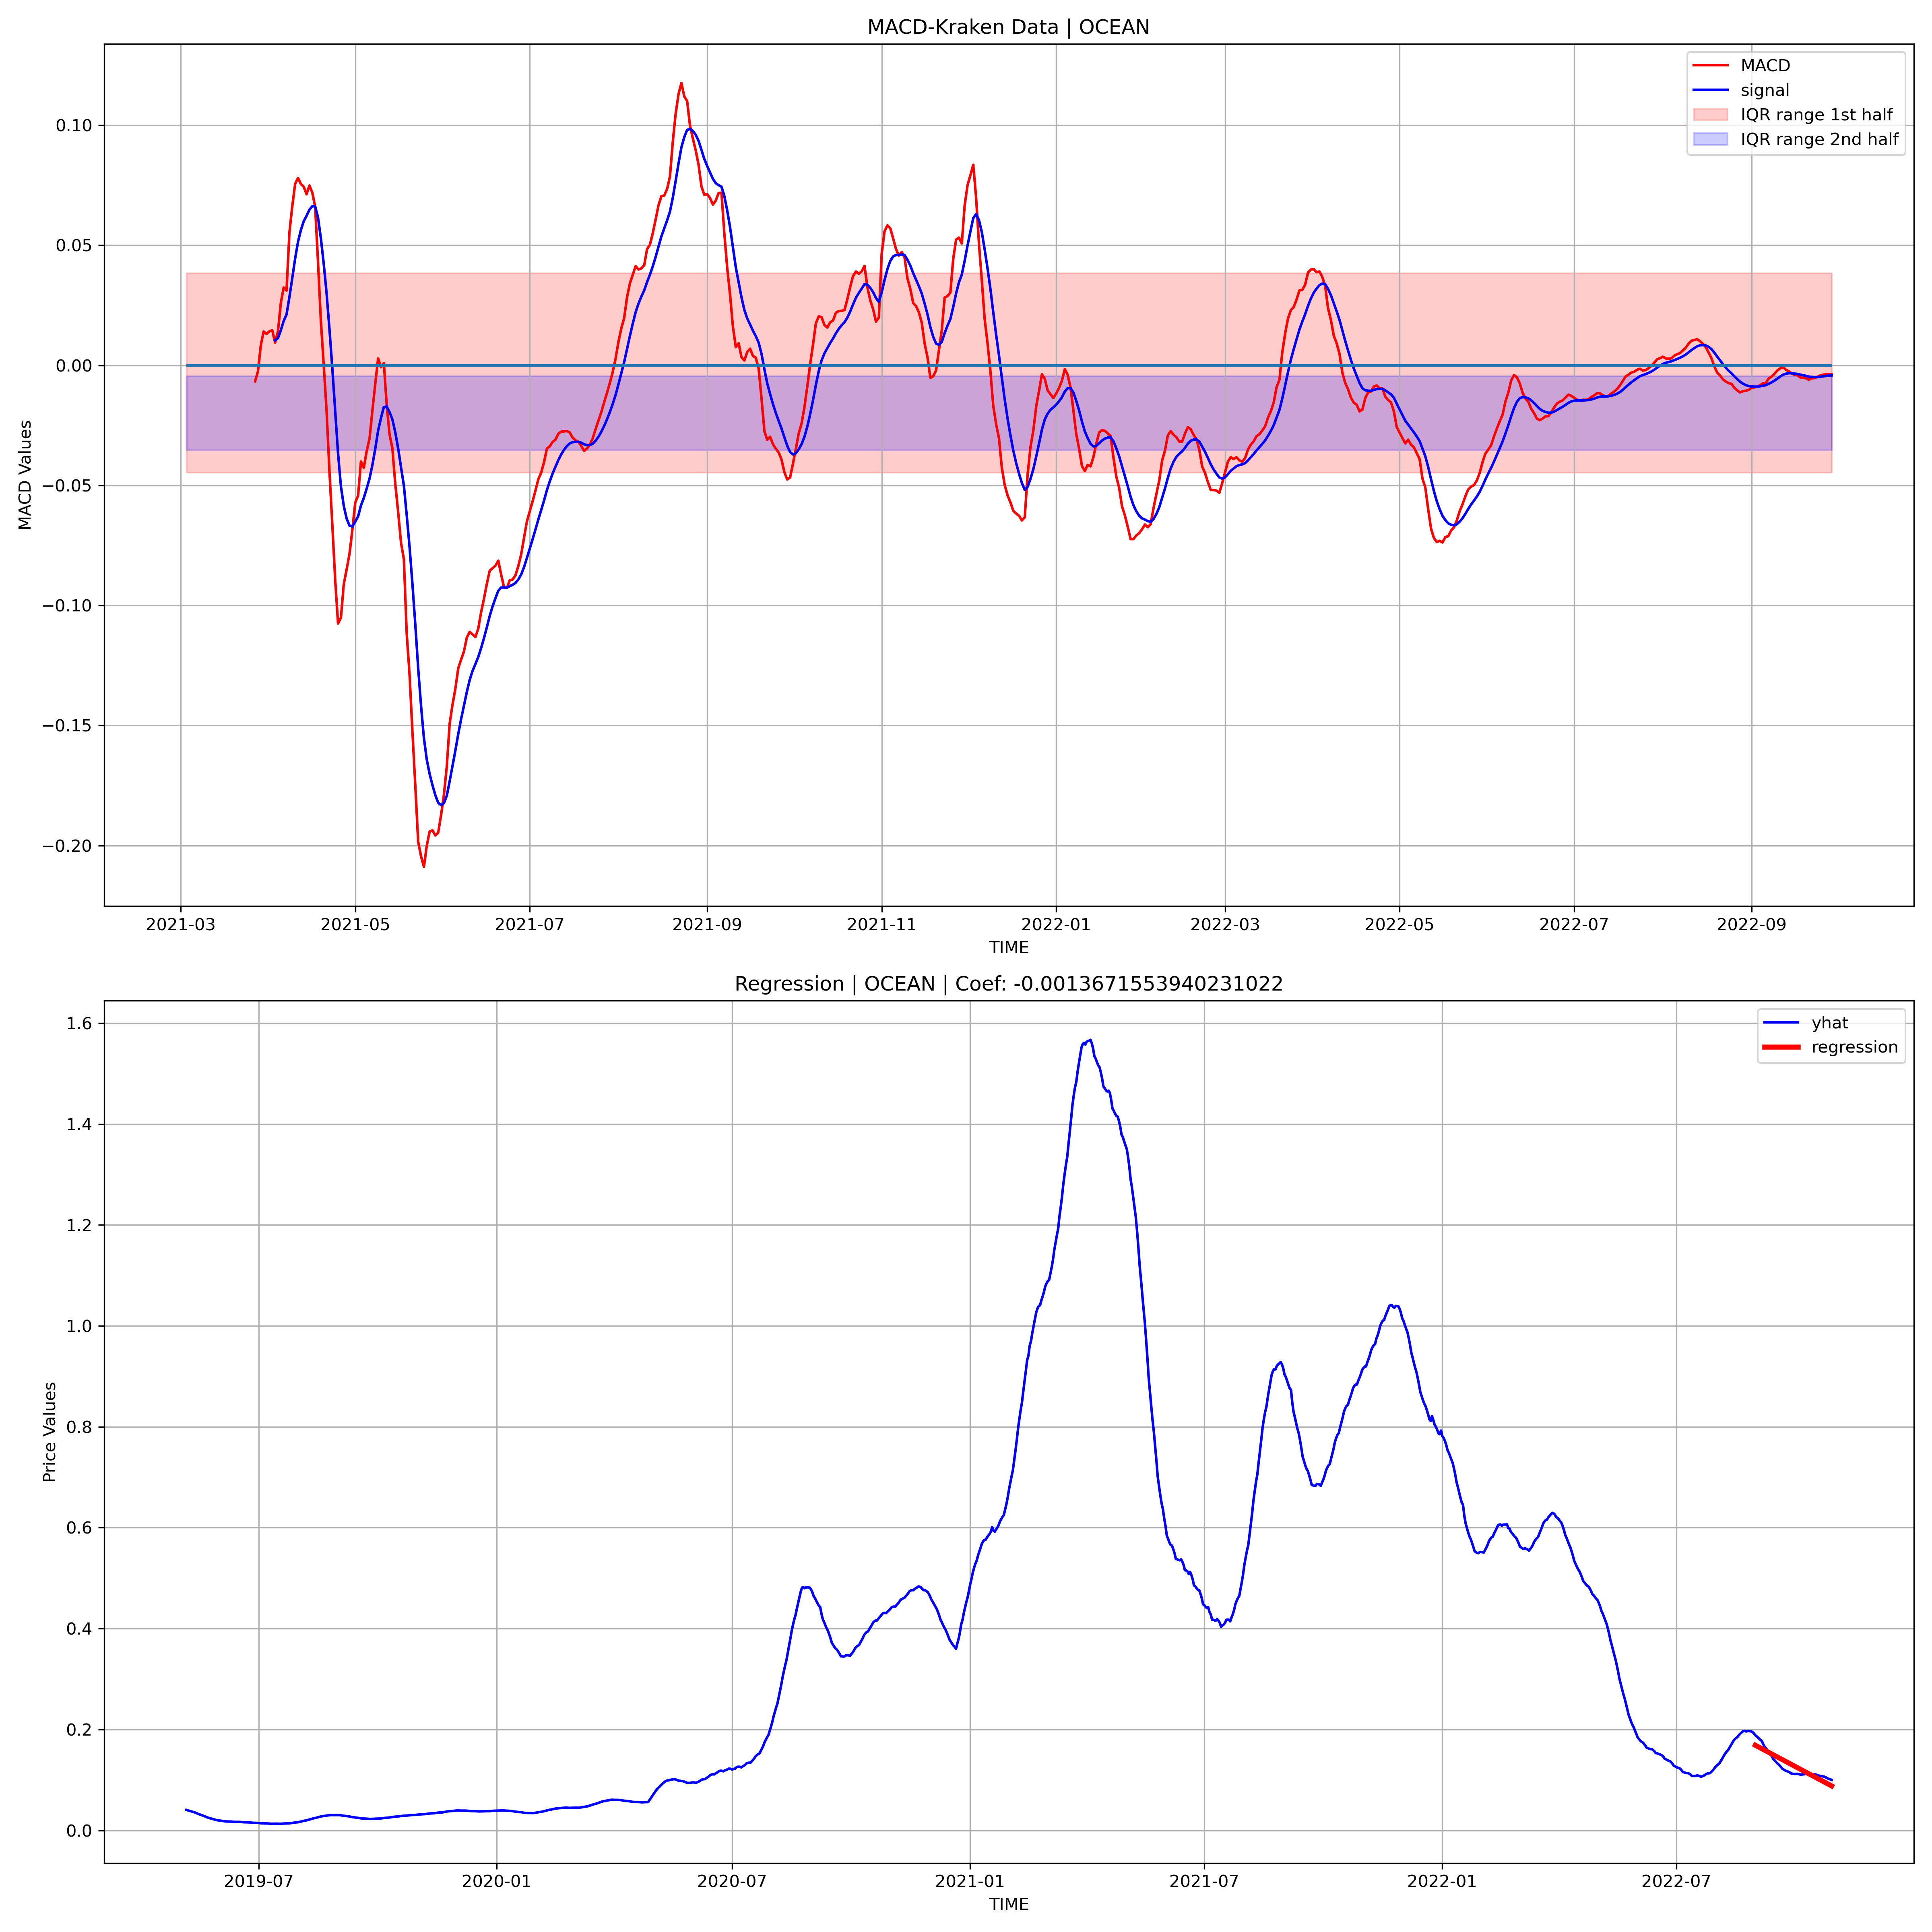 MACD-Kraken Data | OCEAN
MACD
signal
IQR range 1st half
IQR range 2nd half
MACD Values
0.10
0.05
0.00
−0.05
−0.10
−0.15
−0.20
2021-03 2021-05 2021-07 2021-09 2021-11 2022-01 2022-03 2022-05 2022-07 2022-09
TIME
Regression | OCEAN | Coef: -0.0013671553940231022
yhat
regression
Price Values
1.6
1.4
1.2
1.0
0.8
0.6
0.4
0.2
0.0
2019-07 2020-01 2020-07 2021-01 2021-07 2022-01 2022-07
TIME